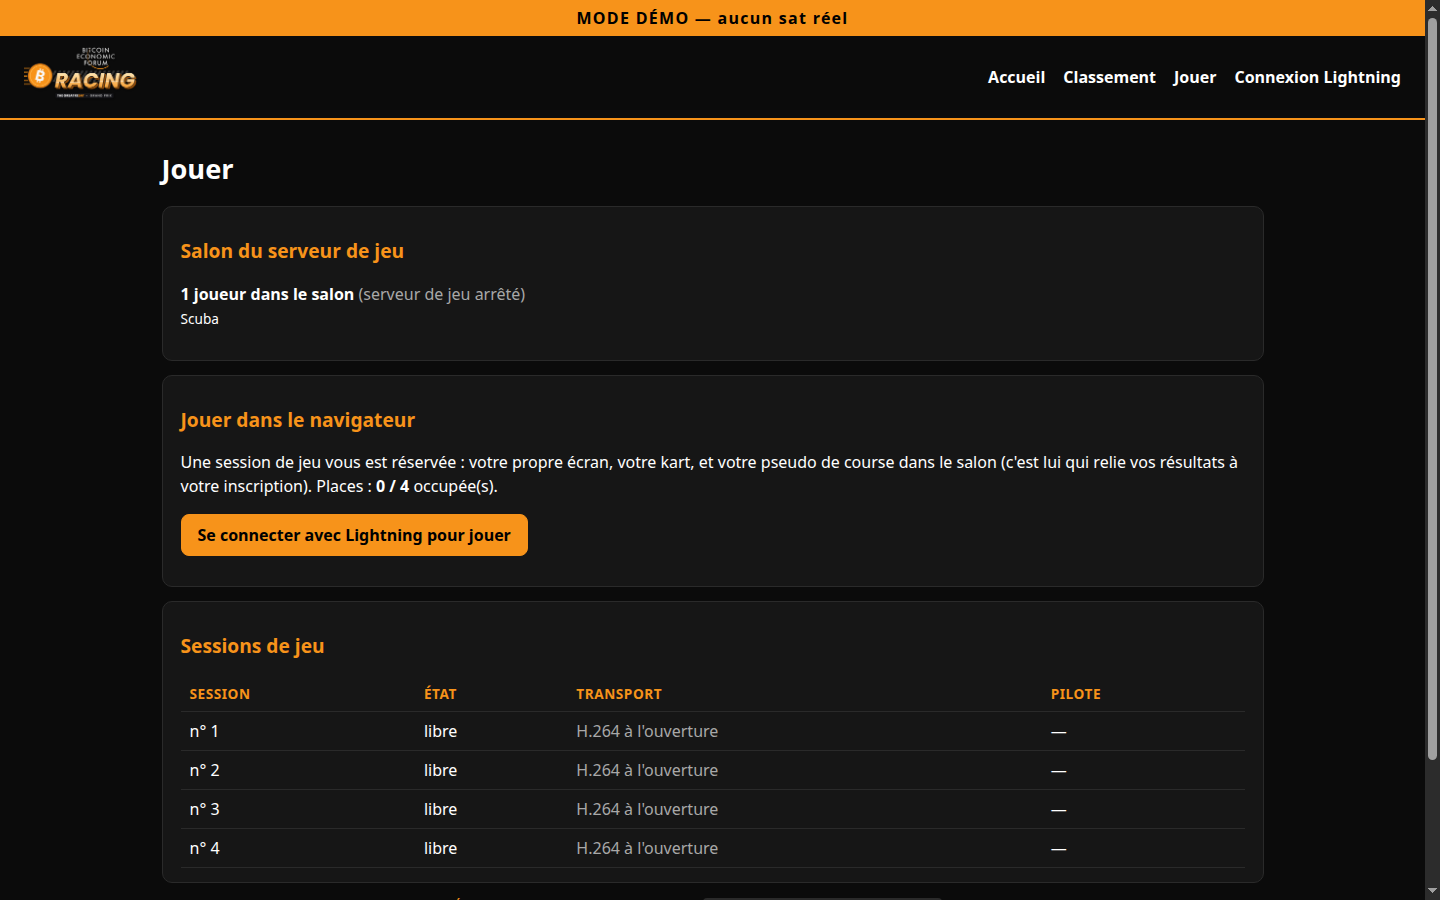 MODE DÉMO — aucun sat réel
BITCOIN
ECONOMIC
FORUM
RACING
Accueil Classement Jouer Connexion Lightning
Jouer
Salon du serveur de jeu
1 joueur dans le salon (serveur de jeu arrêté)
Scuba
Jouer dans le navigateur
Une session de jeu vous est réservée : votre propre écran, votre kart, et votre pseudo de course dans le salon (c'est lui qui relie vos résultats à
votre inscription). Places : 0 / 4 occupée(s).
Se connecter avec Lightning pour jouer
Sessions de jeu
SESSION ÉTAT TRANSPORT PILOTE
n° 1 libre H.264 à l'ouverture —
n° 2 libre H.264 à l'ouverture —
n° 3 libre H.264 à l'ouverture —
n° 4 libre H.264 à l'ouverture —